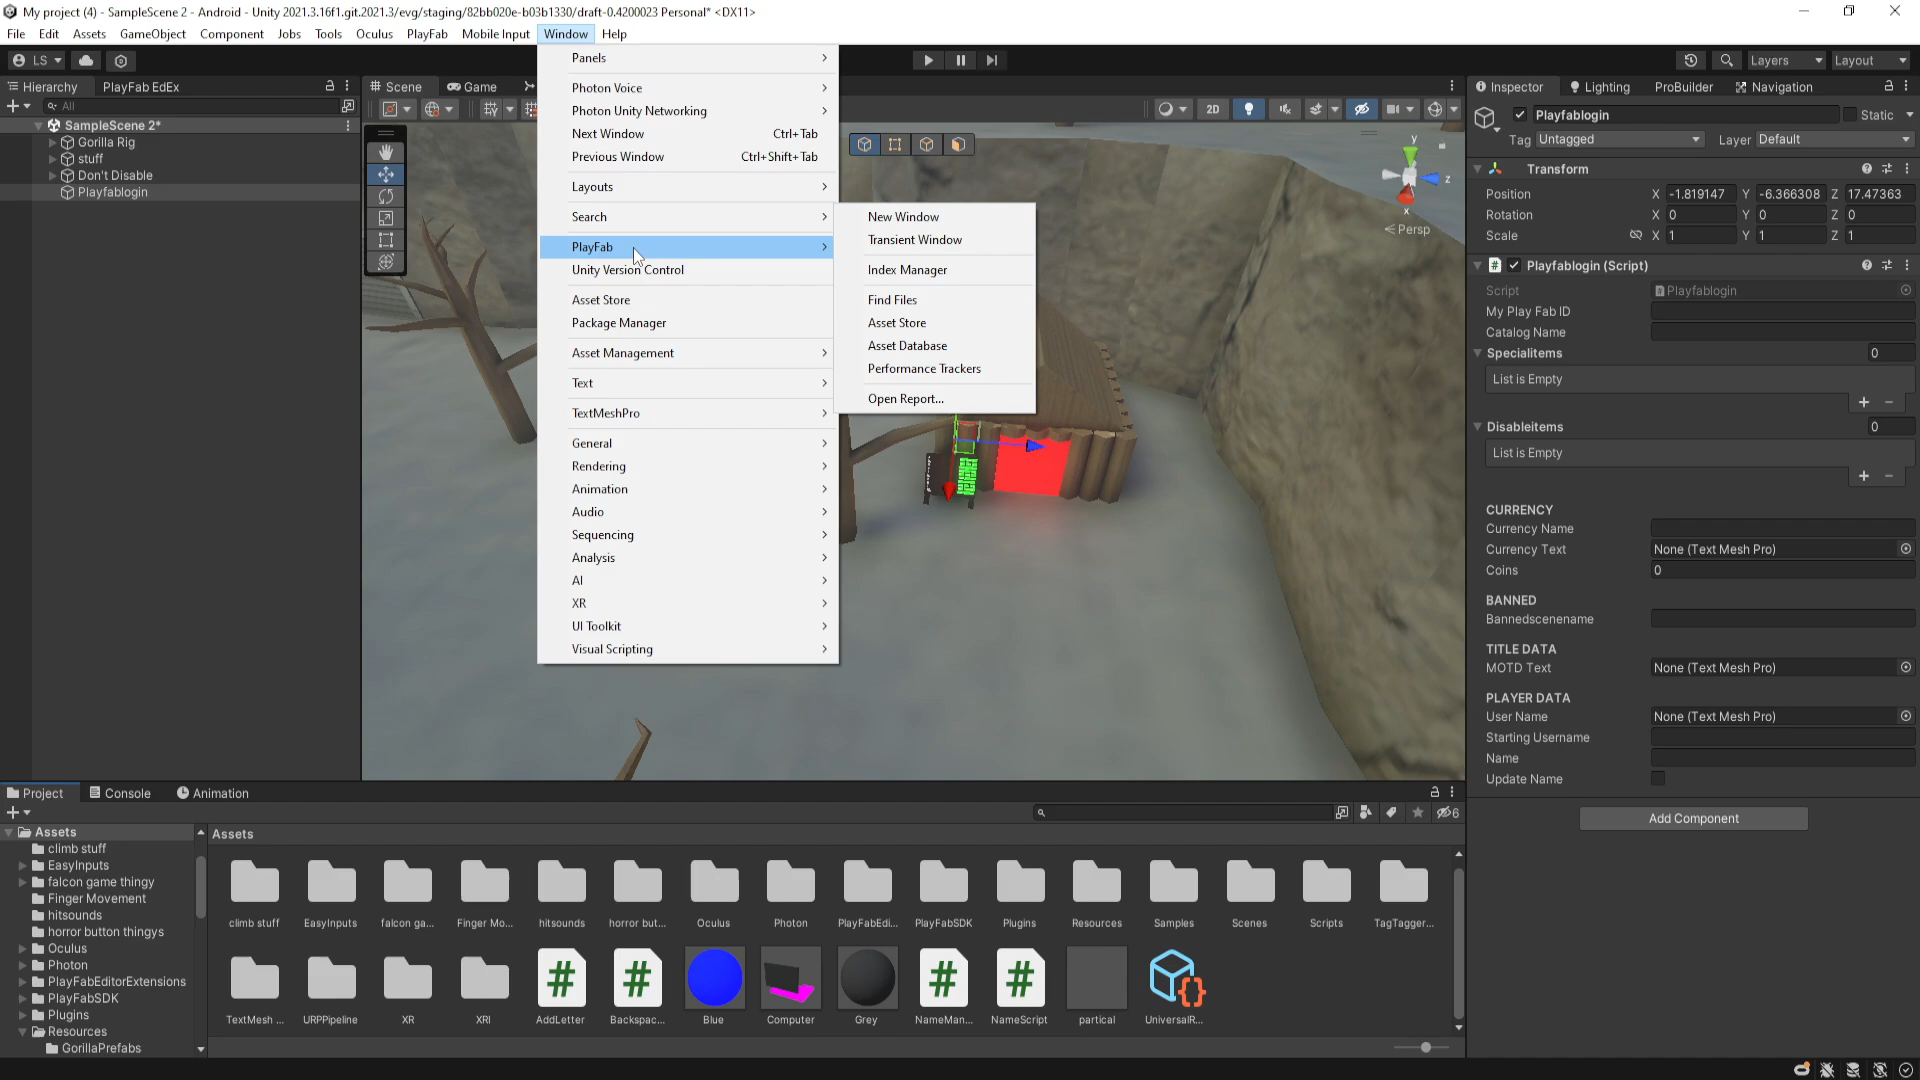 My project (4) - SampleScene 2 - Android - Unity 2021.3.16f1.git.2021.3/evg/staging/82bb020e-b03b1330/draft-0.4200023 Personal* <DX11>
File Edit Assets GameObject Component Jobs Tools Oculus PlayFab Mobile Input Window Help
LS Layers Layout
Hierarchy PlayFab EdEx
All
SampleScene 2*
Gorilla Rig
stuff
Don't Disable
Playfablogin
Scene Game
2D
Panels
Photon Voice
Photon Unity Networking
Next Window Ctrl+Tab
Previous Window Ctrl+Shift+Tab
Layouts
Search
PlayFab
Unity Version Control
Asset Store
Package Manager
Asset Management
Text
TextMeshPro
General
Rendering
Animation
Audio
Sequencing
Analysis
AI
XR
UI Toolkit
Visual Scripting
New Window
Transient Window
Index Manager
Find Files
Asset Store
Asset Database
Performance Trackers
Open Report...
y
z
x
Persp
Inspector Lighting ProBuilder Navigation
Playfablogin Static
Tag Untagged Layer Default
Transform
Position X -1.819147 Y -6.366308 Z 17.47363
Rotation X 0 Y 0 Z 0
Scale X 1 Y 1 Z 1
# Playfablogin (Script)
Script Playfablogin
My Play Fab ID
Catalog Name
Specialitems 0
List is Empty
+ −
Disableitems 0
List is Empty
+ −
CURRENCY
Currency Name
Currency Text None (Text Mesh Pro)
Coins 0
BANNED
Bannedscenename
TITLE DATA
MOTD Text None (Text Mesh Pro)
PLAYER DATA
User Name None (Text Mesh Pro)
Starting Username
Name
Update Name
Add Component
Project Console Animation
6
Assets
climb stuff
EasyInputs
falcon game thingy
Finger Movement
hitsounds
horror button thingys
Oculus
Photon
PlayFabEditorExtensions
PlayFabSDK
Plugins
Resources
GorillaPrefabs
Assets
climb stuff EasyInputs falcon ga... Finger Mo... hitsounds horror but... Oculus Photon PlayFabEdi... PlayFabSDK Plugins Resources Samples Scenes Scripts TagTagger...
# # # #
TextMesh ... URPPipeline XR XRI AddLetter Backspac... Blue Computer Grey NameMan... NameScript partical UniversalR...